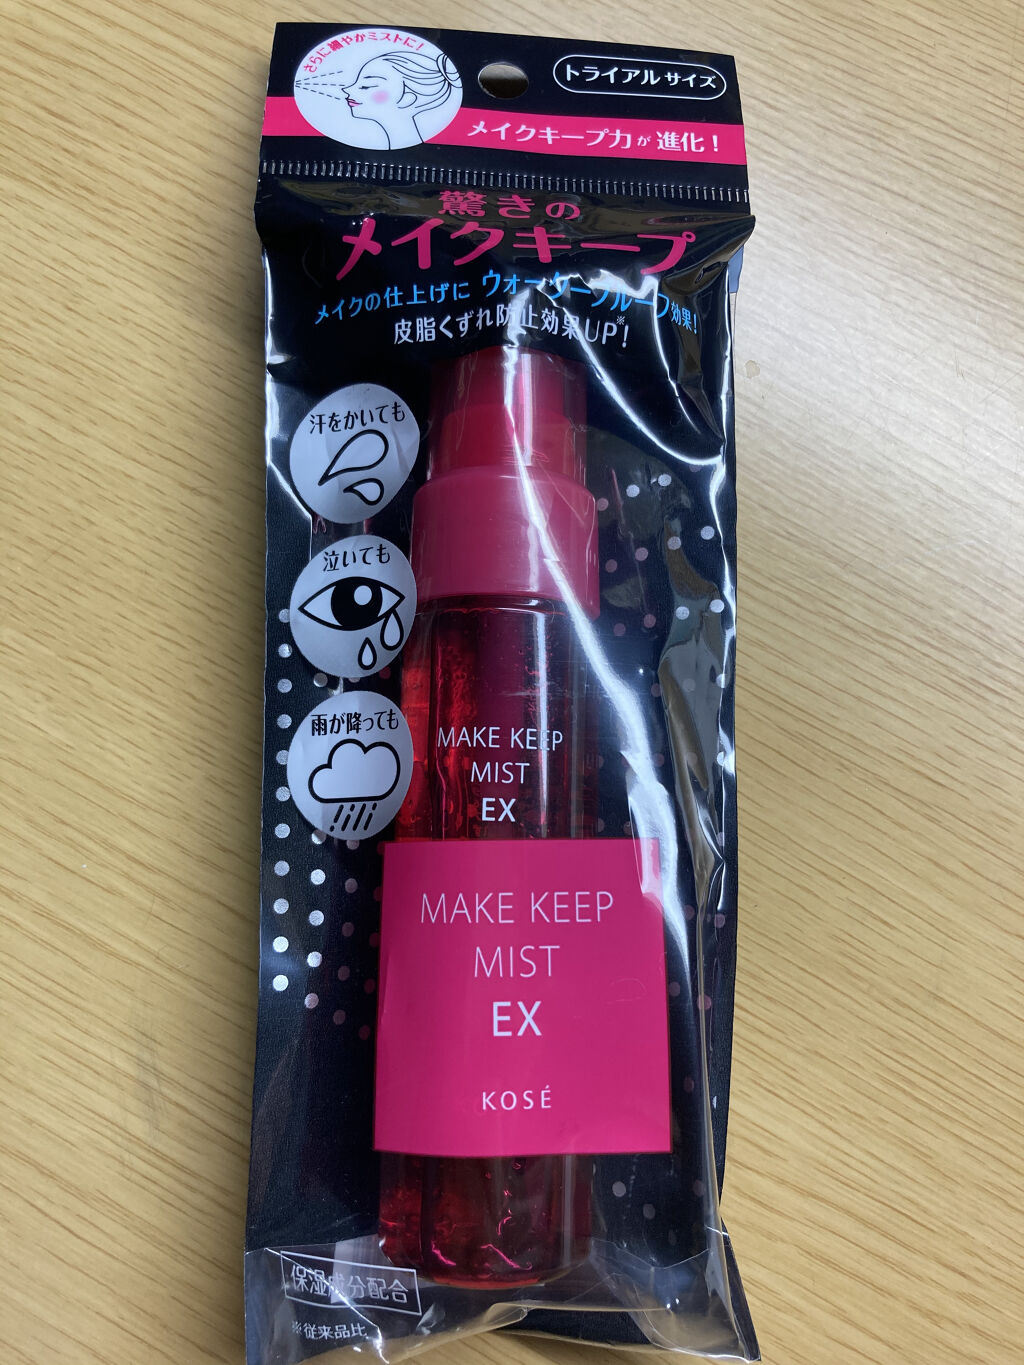 さらに細やかミストに!
トライアルサイズ
メイクキープ力が進化!
驚きの
メイクキープ
メイクの仕上げに ウォータープルーフ効果!
皮脂くずれ防止効果UP※!
汗をかいても
泣いても
雨が降っても
MAKE KEEP
MIST
EX
MAKE KEEP
MIST
EX
KOSÉ
保湿成分配合
※従来品比